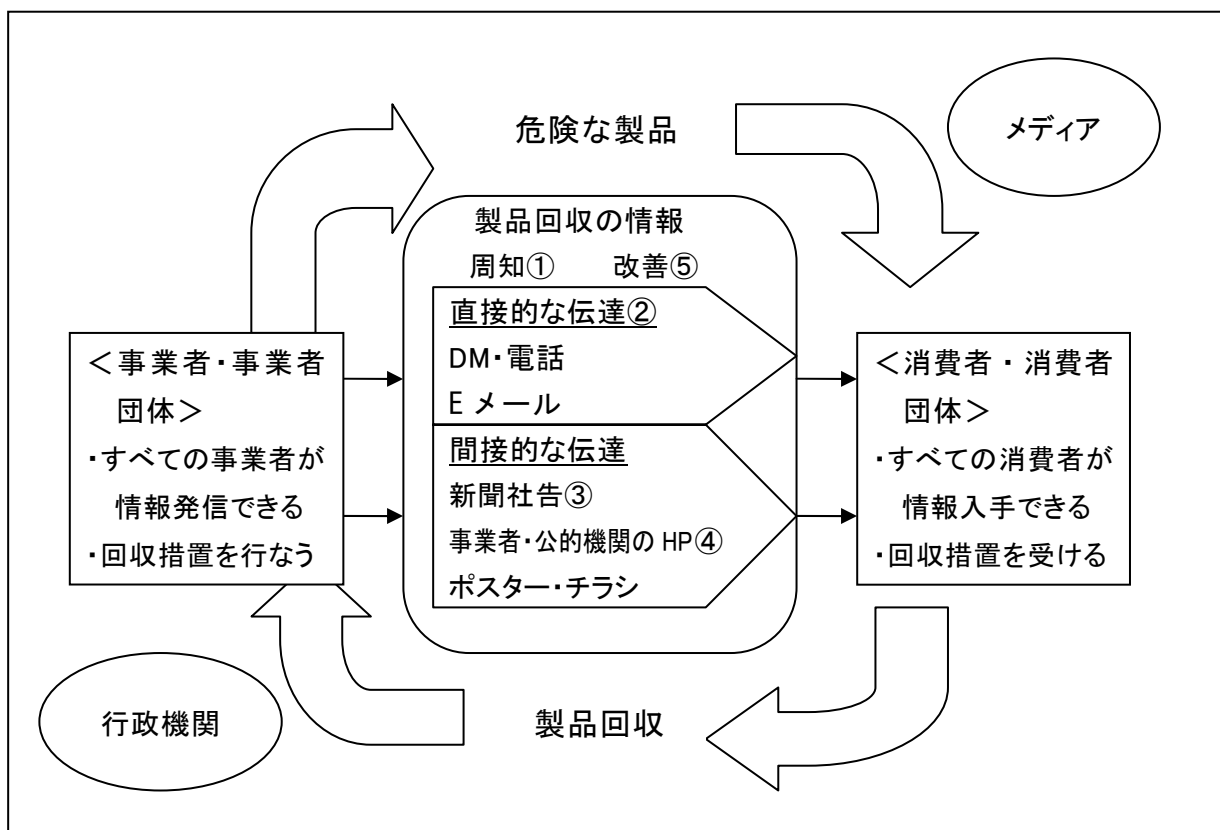 危険な製品
メディア
製品回収の情報
周知① 改善⑤
直接的な伝達②
DM・電話
E メール
間接的な伝達
新聞社告③
事業者・公的機関の HP④
ポスター・チラシ
＜事業者・事業者
団体＞
・すべての事業者が
情報発信できる
・回収措置を行なう
＜消費者・消費者
団体＞
・すべての消費者が
情報入手できる
・回収措置を受ける
行政機関
製品回収